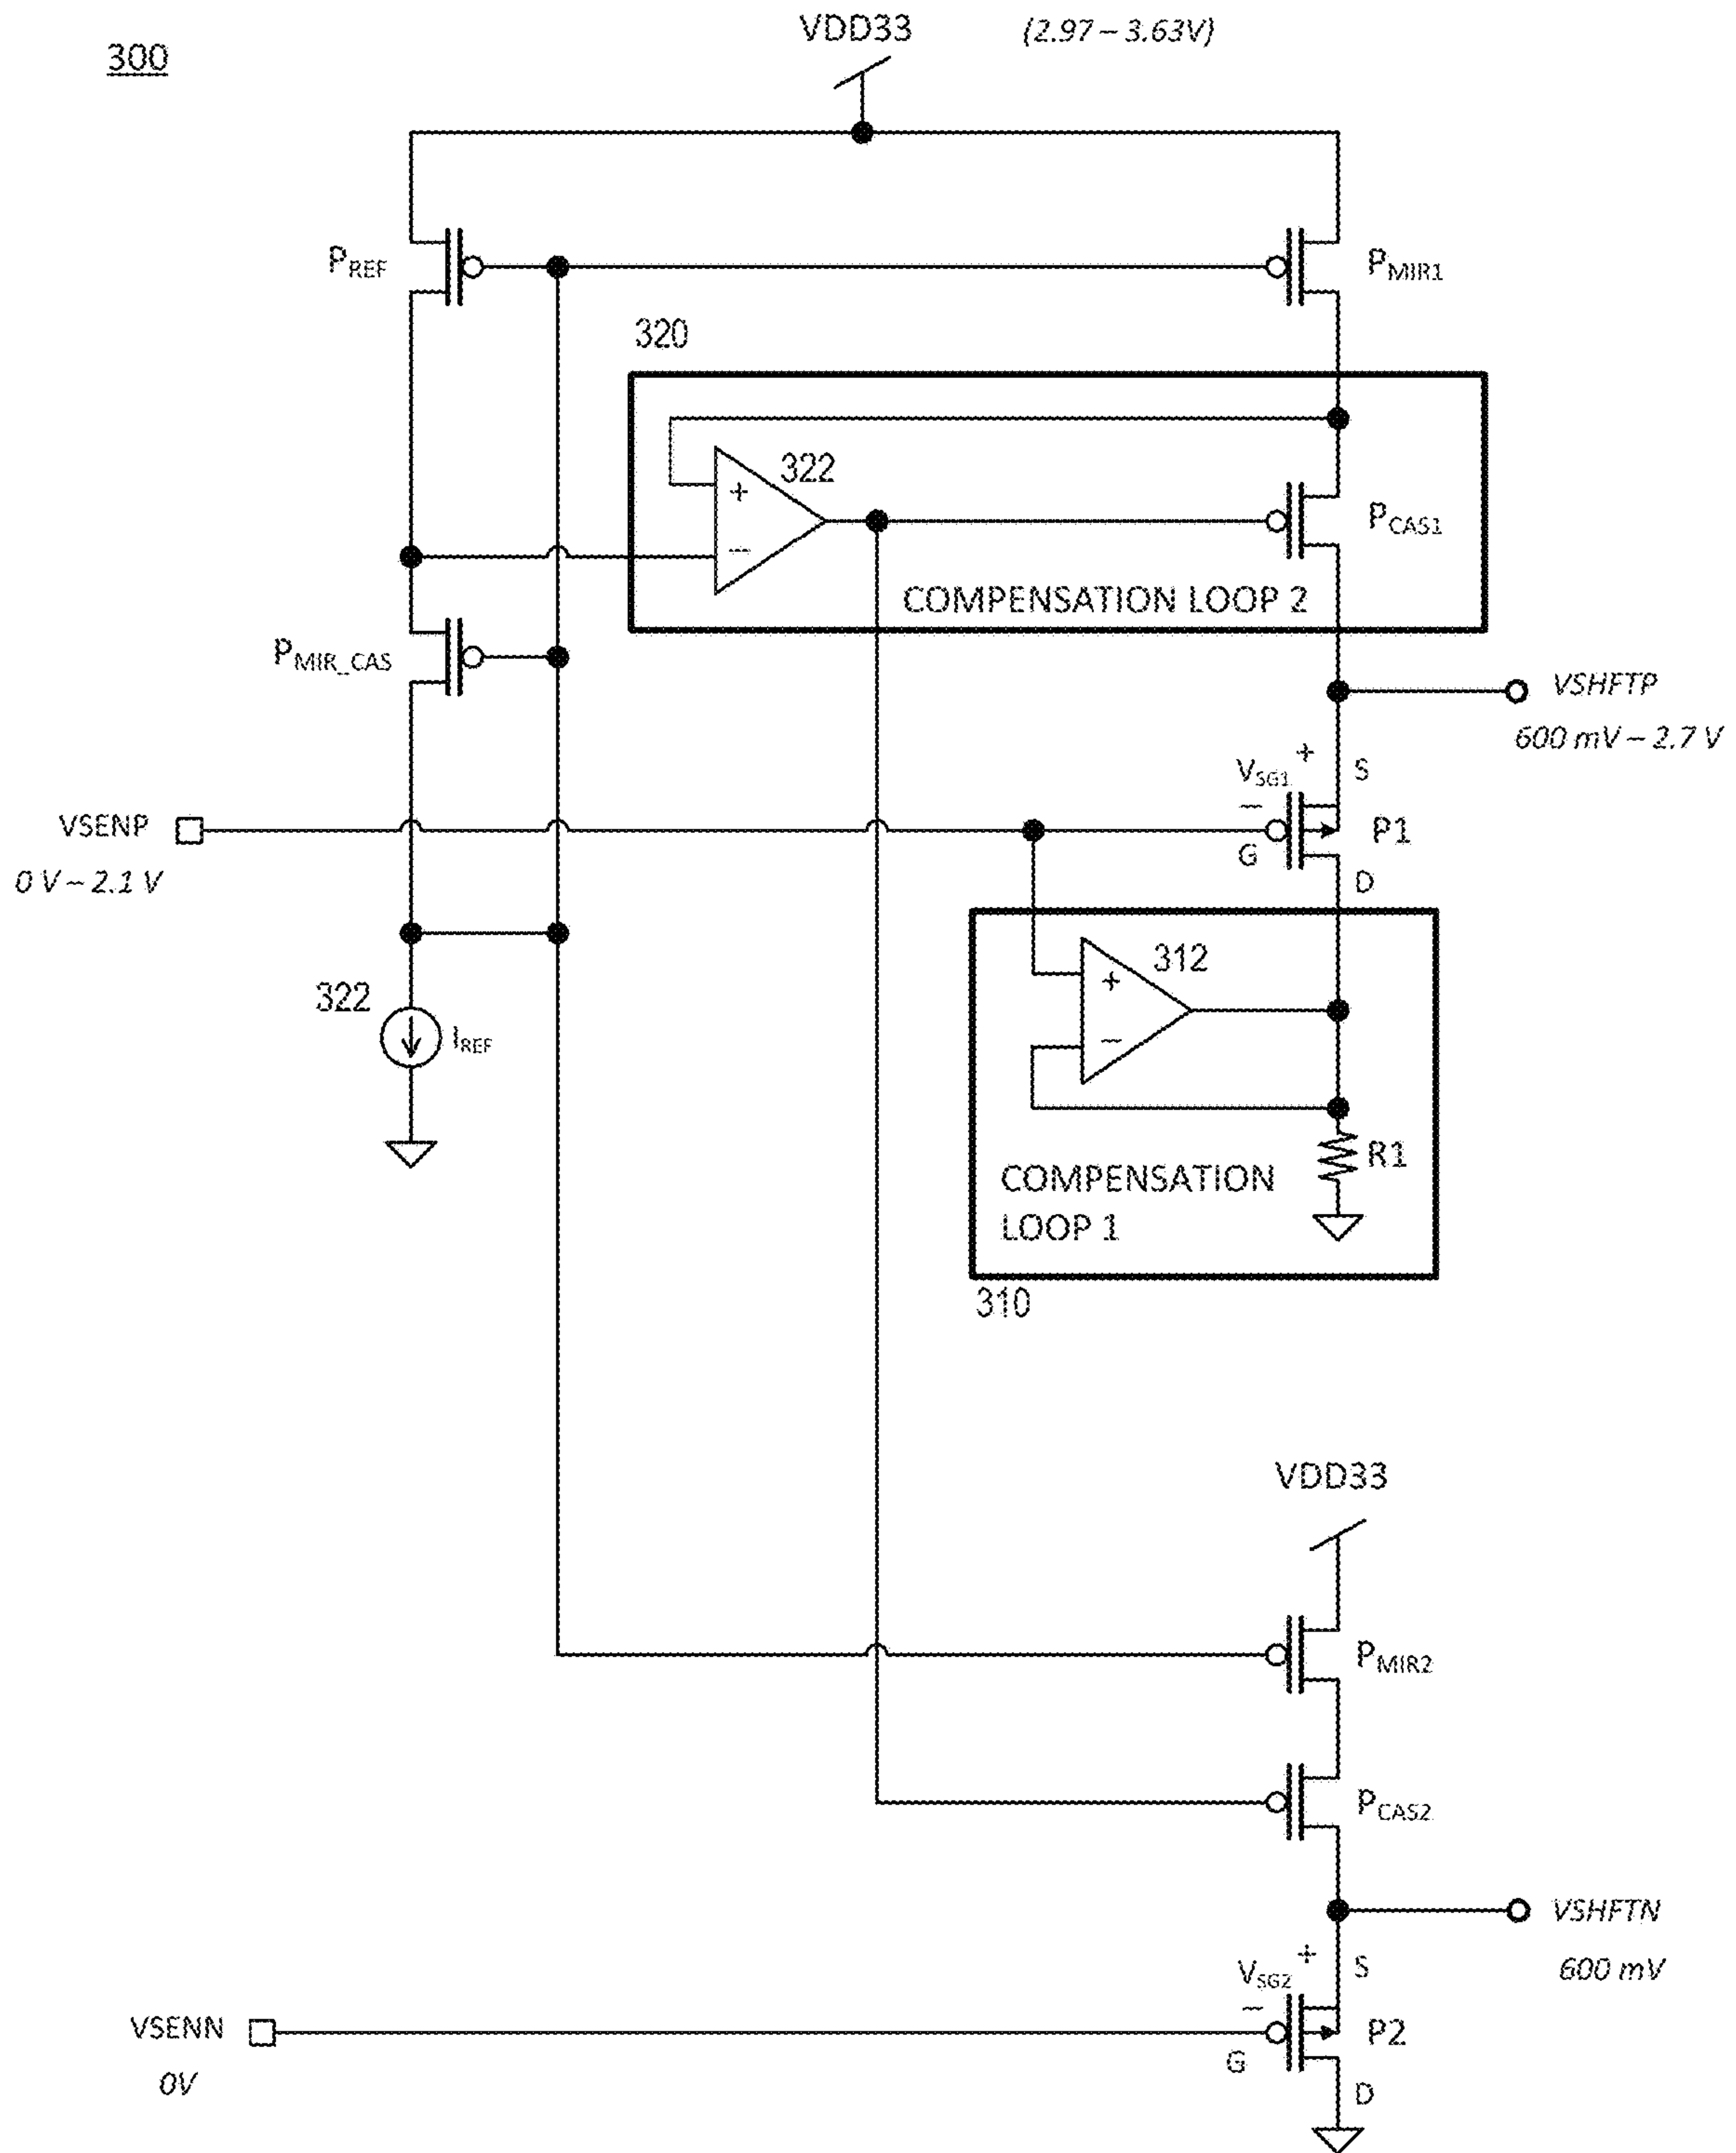 300
VDD33
(2.97 – 3.63V)
PREF
PMIR1
320
322
+
–
PCAS1
COMPENSATION LOOP 2
PMIR_CAS
VSHFTP
600 mV – 2.7 V
+
VSG1
S
–
G
P1
D
VSENP
0 V – 2.1 V
312
+
–
322
IREF
R1
COMPENSATION
LOOP 1
310
VDD33
PMIR2
PCAS2
VSHFTN
600 mV
+
VSG2
S
–
G
P2
D
VSENN
0V